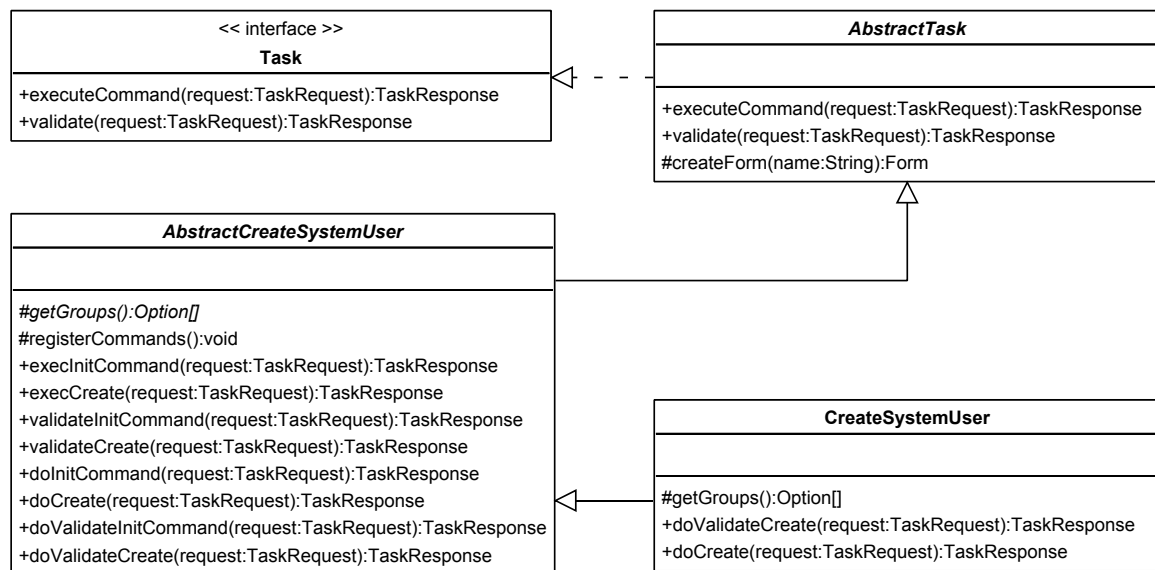 << interface >>
Task
+executeCommand(request:TaskRequest):TaskResponse
+validate(request:TaskRequest):TaskResponse
AbstractTask
+executeCommand(request:TaskRequest):TaskResponse
+validate(request:TaskRequest):TaskResponse
#createForm(name:String):Form
AbstractCreateSystemUser
#getGroups():Option[]
#registerCommands():void
+execInitCommand(request:TaskRequest):TaskResponse
+execCreate(request:TaskRequest):TaskResponse
+validateInitCommand(request:TaskRequest):TaskResponse
+validateCreate(request:TaskRequest):TaskResponse
+doInitCommand(request:TaskRequest):TaskResponse
+doCreate(request:TaskRequest):TaskResponse
+doValidateInitCommand(request:TaskRequest):TaskResponse
+doValidateCreate(request:TaskRequest):TaskResponse
CreateSystemUser
#getGroups():Option[]
+doValidateCreate(request:TaskRequest):TaskResponse
+doCreate(request:TaskRequest):TaskResponse